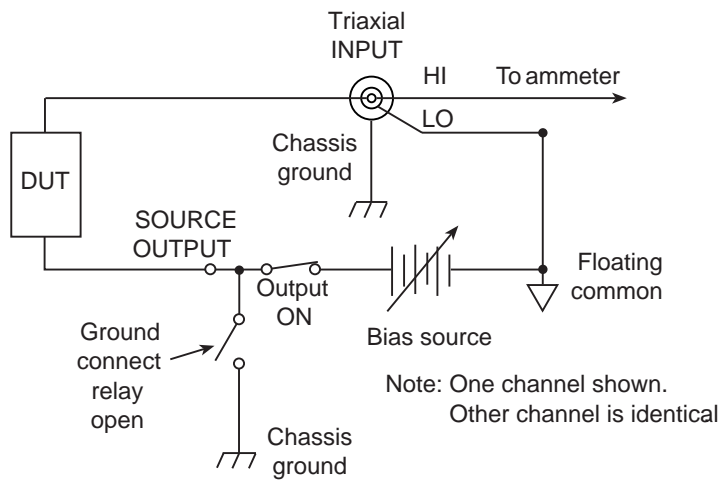 Triaxial
INPUT
HI
To ammeter
LO
Chassis
ground
DUT
SOURCE
OUTPUT
Output
ON
Floating
common
Bias source
Ground
connect
relay
open
Note: One channel shown.
Other channel is identical
Chassis
ground